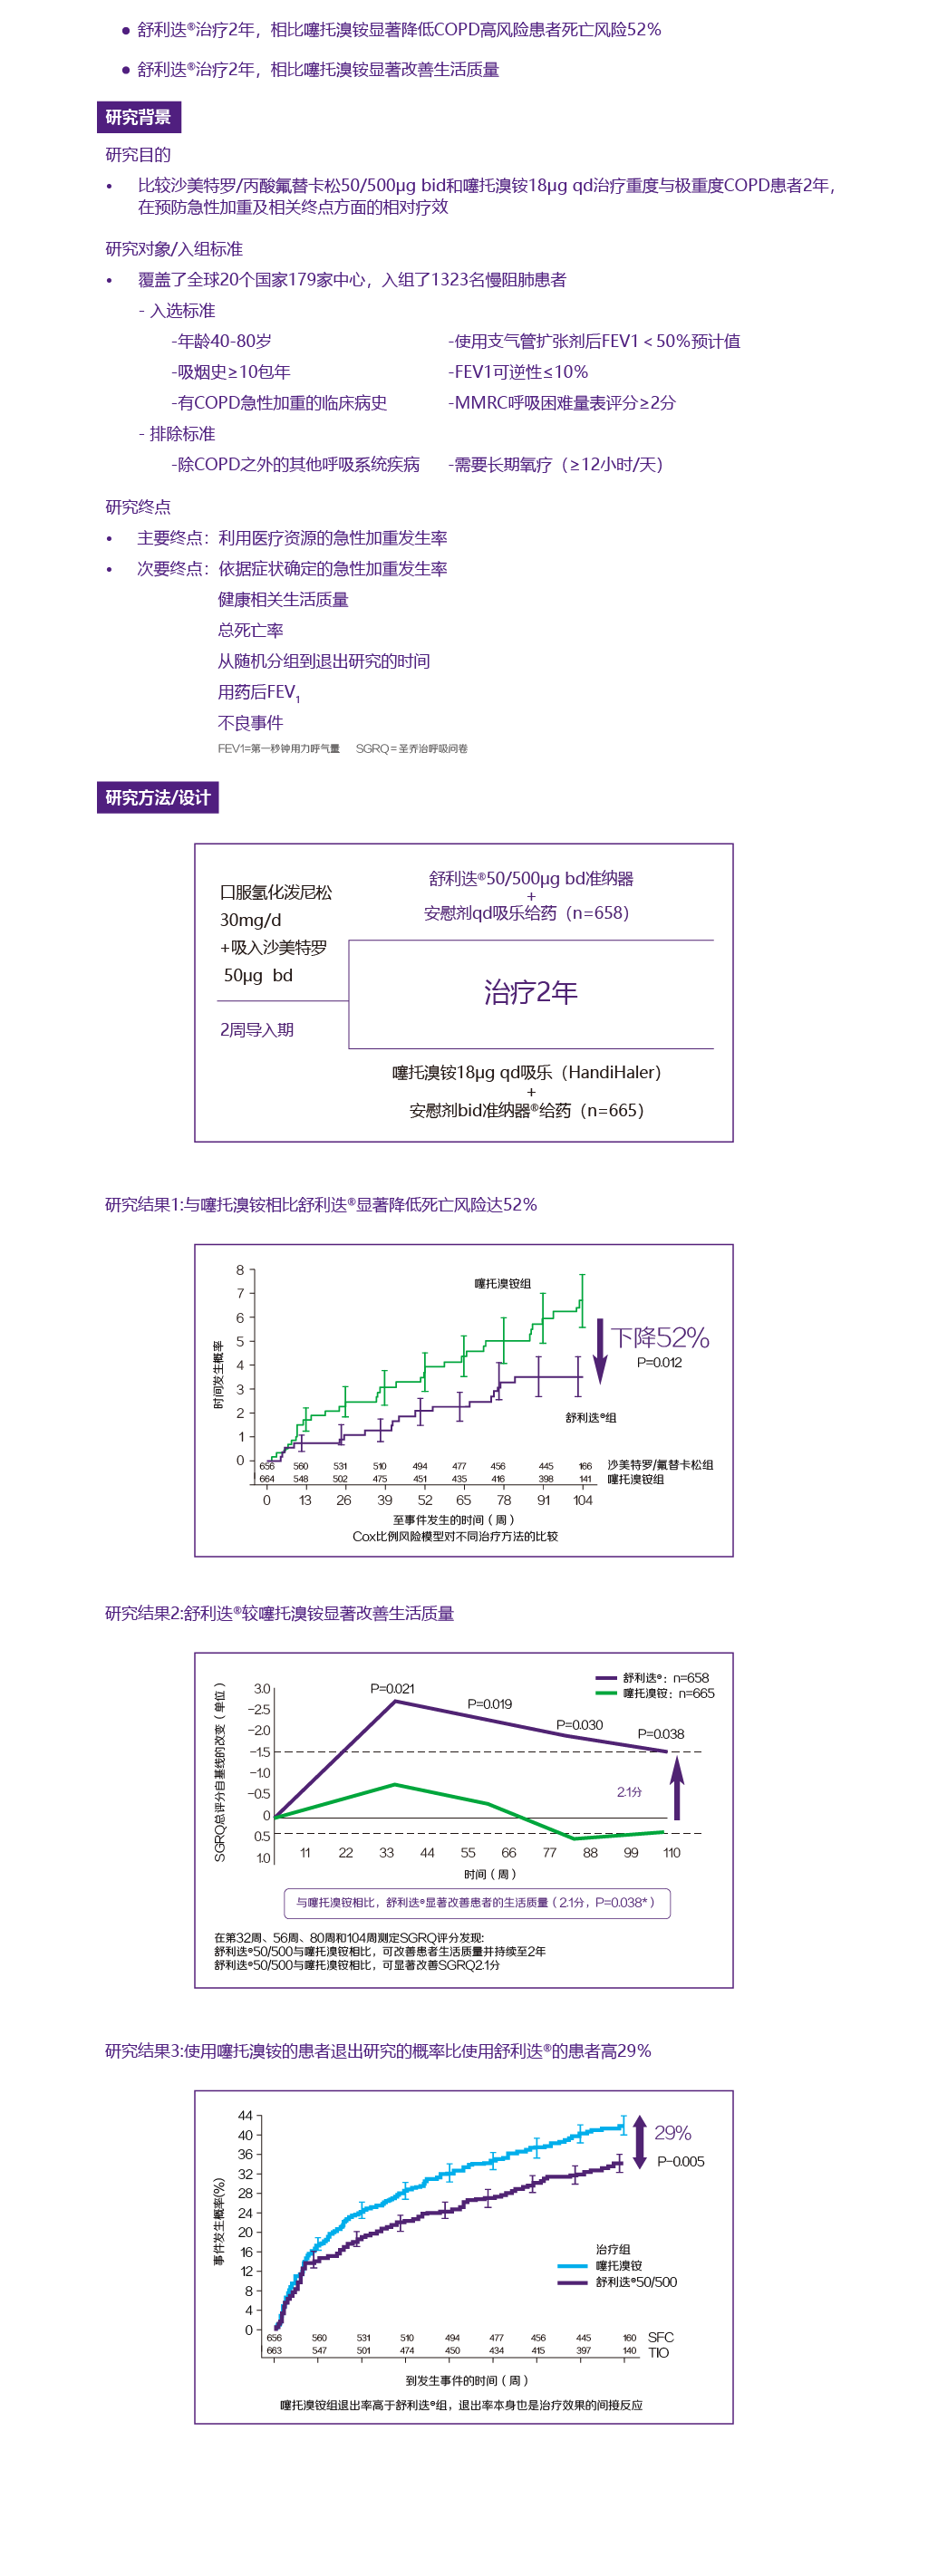 ● 舒利迭®治疗2年，相比噻托溴铵显著降低COPD高风险患者死亡风险52%
● 舒利迭®治疗2年，相比噻托溴铵显著改善生活质量
研究背景
研究目的
• 比较沙美特罗/丙酸氟替卡松50/500μg bid和噻托溴铵18μg qd治疗重度与极重度COPD患者2年，
在预防急性加重及相关终点方面的相对疗效
研究对象/入组标准
• 覆盖了全球20个国家179家中心，入组了1323名慢阻肺患者
- 入选标准
-年龄40-80岁 -使用支气管扩张剂后FEV1＜50%预计值
-吸烟史≥10包年 -FEV1可逆性≤10%
-有COPD急性加重的临床病史 -MMRC呼吸困难量表评分≥2分
- 排除标准
-除COPD之外的其他呼吸系统疾病 -需要长期氧疗（≥12小时/天）
研究终点
• 主要终点：利用医疗资源的急性加重发生率
• 次要终点：依据症状确定的急性加重发生率
健康相关生活质量
总死亡率
从随机分组到退出研究的时间
用药后FEV1
不良事件
FEV1=第一秒钟用力呼气量 SGRQ＝圣乔治呼吸问卷
研究方法/设计
口服氢化泼尼松
30mg/d
+吸入沙美特罗
50μg bd
2周导入期
舒利迭®50/500μg bd准纳器
+
安慰剂qd吸乐给药（n=658）
治疗2年
噻托溴铵18μg qd吸乐（HandiHaler）
+
安慰剂bid准纳器®给药（n=665）
研究结果1:与噻托溴铵相比舒利迭®显著降低死亡风险达52%
时间发生概率
8
7
6
5
4
3
2
1
0
噻托溴铵组
下降52%
P=0.012
舒利迭®组
656 560 531 510 494 477 456 445 166 沙美特罗/氟替卡松组
664 548 502 475 451 435 416 398 141 噻托溴铵组
0 13 26 39 52 65 78 91 104
至事件发生的时间（周）
Cox比例风险模型对不同治疗方法的比较
研究结果2:舒利迭®较噻托溴铵显著改善生活质量
SGRQ总评分自基线的改变（单位）
3.0
-2.5
-2.0
-1.5
-1.0
-0.5
0
0.5
1.0
舒利迭®：n=658
噻托溴铵：n=665
P=0.021
P=0.019
P=0.030
P=0.038
2.1分
11 22 33 44 55 66 77 88 99 110
时间（周）
与噻托溴铵相比，舒利迭®显著改善患者的生活质量（2.1分，P=0.038*）
在第32周、56周、80周和104周测定SGRQ评分发现:
舒利迭®50/500与噻托溴铵相比，可改善患者生活质量并持续至2年
舒利迭®50/500与噻托溴铵相比，可显著改善SGRQ2.1分
研究结果3:使用噻托溴铵的患者退出研究的概率比使用舒利迭®的患者高29%
事件发生概率(%)
44
40
36
32
28
24
20
16
12
8
4
0
29%
P-0.005
治疗组
噻托溴铵
舒利迭®50/500
656 560 531 510 494 477 456 445 160 SFC
663 547 501 474 450 434 415 397 140 TIO
到发生事件的时间（周）
噻托溴铵组退出率高于舒利迭®组，退出率本身也是治疗效果的间接反应